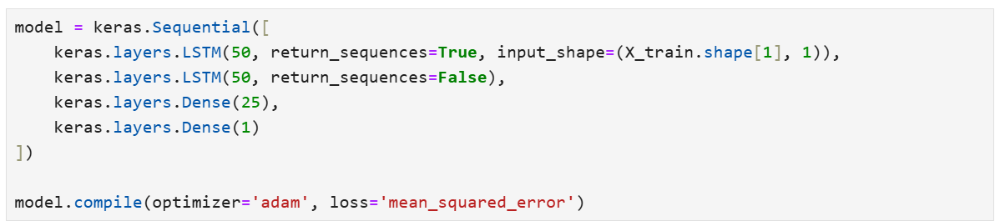 model = keras.Sequential([
    keras.layers.LSTM(50, return_sequences=True, input_shape=(X_train.shape[1], 1)),
    keras.layers.LSTM(50, return_sequences=False),
    keras.layers.Dense(25),
    keras.layers.Dense(1)
])

model.compile(optimizer='adam', loss='mean_squared_error')